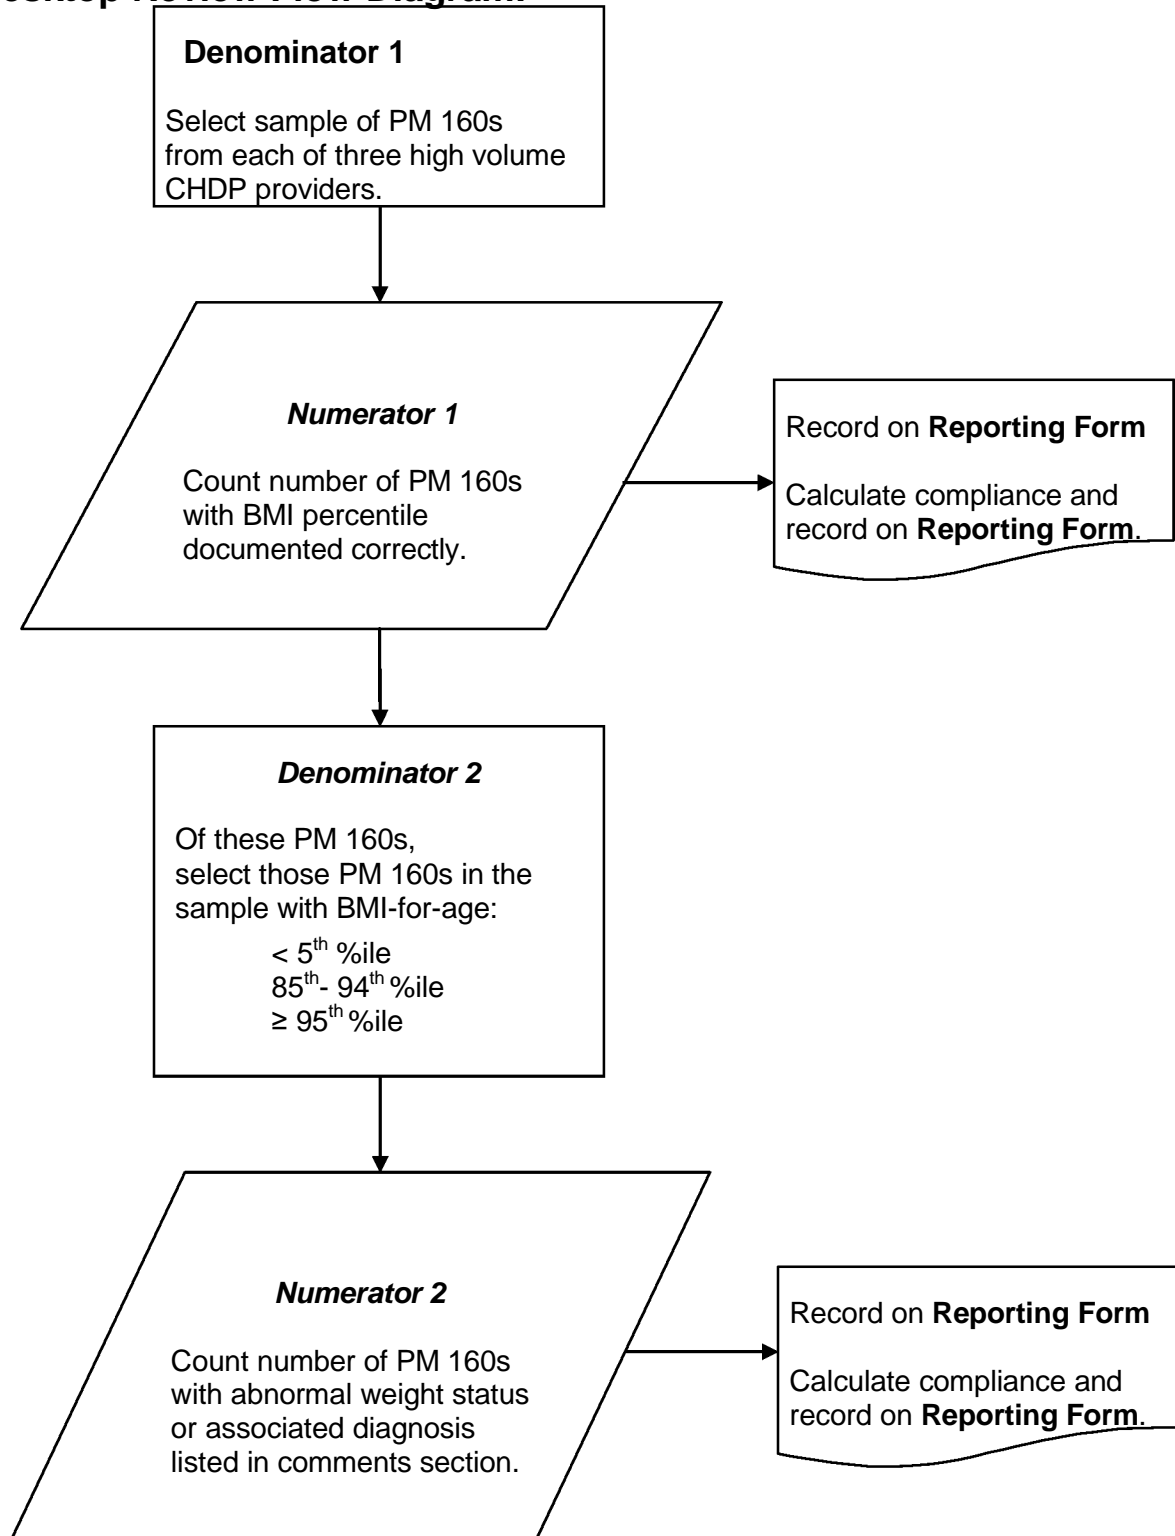 Review Flow Diagram:
Denominator 1
Select sample of PM 160s
from each of three high volume
CHDP providers.
Numerator 1
Count number of PM 160s
with BMI percentile
documented correctly.
Record on Reporting Form
Calculate compliance and
record on Reporting Form.
Denominator 2
Of these PM 160s,
select those PM 160s in the
sample with BMI-for-age:
< 5th %ile
85th- 94th %ile
≥ 95th %ile
Numerator 2
Count number of PM 160s
with abnormal weight status
or associated diagnosis
listed in comments section.
Record on Reporting Form
Calculate compliance and
record on Reporting Form.